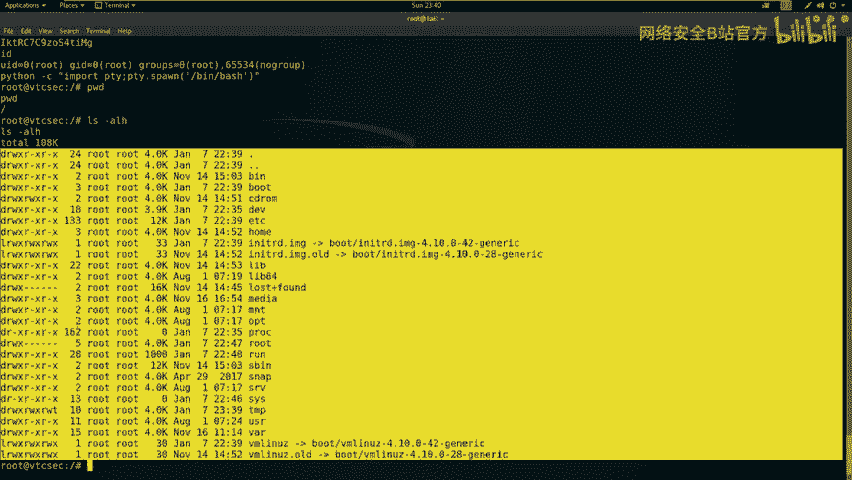 Applications Places Terminal Sun 23:40
root@kali: ~
File Edit View Search Terminal Help
网络安全B站官方 bilibili
IktRC7C9zoS4tiMg
id
uid=0(root) gid=0(root) groups=0(root),65534(nogroup)
python -c "import pty;pty.spawn('/bin/bash')"
root@vtcsec:/# pwd
pwd
/
root@vtcsec:/# ls -alh
ls -alh
total 108K
drwxr-xr-x 24 root root 4.0K Jan 7 22:39 .
drwxr-xr-x 24 root root 4.0K Jan 7 22:39 ..
drwxr-xr-x 2 root root 4.0K Nov 14 15:03 bin
drwxr-xr-x 3 root root 4.0K Jan 7 22:39 boot
drwxrwxr-x 2 root root 4.0K Nov 14 14:51 cdrom
drwxr-xr-x 18 root root 3.9K Jan 7 22:35 dev
drwxr-xr-x 133 root root 12K Jan 7 22:39 etc
drwxr-xr-x 3 root root 4.0K Nov 14 14:52 home
lrwxrwxrwx 1 root root 33 Jan 7 22:39 initrd.img -> boot/initrd.img-4.10.0-42-generic
lrwxrwxrwx 1 root root 33 Nov 14 14:52 initrd.img.old -> boot/initrd.img-4.10.0-28-generic
drwxr-xr-x 22 root root 4.0K Nov 14 14:53 lib
drwxr-xr-x 2 root root 4.0K Aug 1 07:19 lib64
drwx------ 2 root root 16K Nov 14 14:45 lost+found
drwxr-xr-x 3 root root 4.0K Nov 16 16:54 media
drwxr-xr-x 2 root root 4.0K Aug 1 07:17 mnt
drwxr-xr-x 2 root root 4.0K Aug 1 07:17 opt
dr-xr-xr-x 162 root root 0 Jan 7 22:35 proc
drwx------ 5 root root 4.0K Jan 7 22:47 root
drwxr-xr-x 28 root root 1000 Jan 7 22:40 run
drwxr-xr-x 2 root root 12K Nov 14 15:03 sbin
drwxr-xr-x 2 root root 4.0K Apr 29 2017 snap
drwxr-xr-x 2 root root 4.0K Aug 1 07:17 srv
dr-xr-xr-x 13 root root 0 Jan 7 22:46 sys
drwxrwxrwt 10 root root 4.0K Jan 7 23:39 tmp
drwxr-xr-x 11 root root 4.0K Aug 1 07:24 usr
drwxr-xr-x 15 root root 4.0K Nov 16 11:14 var
lrwxrwxrwx 1 root root 30 Jan 7 22:39 vmlinuz -> boot/vmlinuz-4.10.0-42-generic
lrwxrwxrwx 1 root root 30 Nov 14 14:52 vmlinuz.old -> boot/vmlinuz-4.10.0-28-generic
root@vtcsec:/#